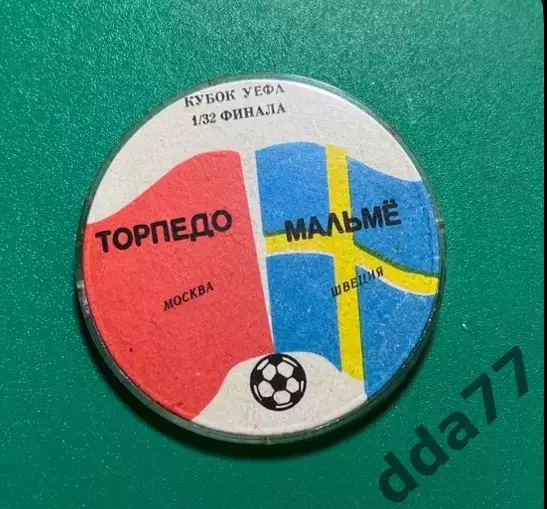 КУБОК УЕФА
1/32 ФИНАЛА
ТОРПЕДО МАЛЬМЁ
МОСКВА ШВЕЦИЯ
dda77